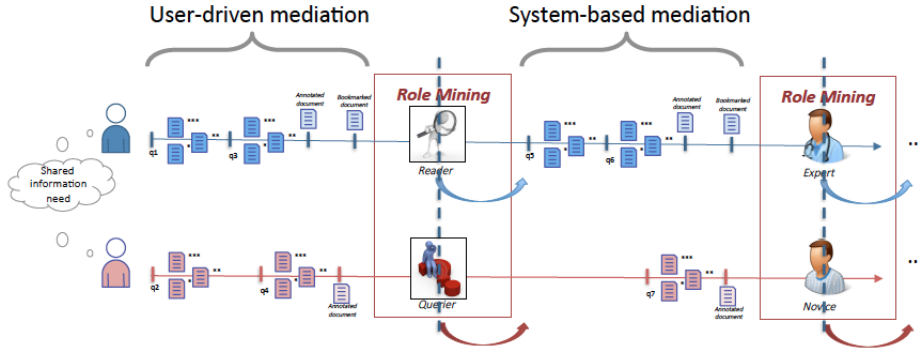 User-driven mediation
System-based mediation
Role Mining
Role Mining
Annotated
document
Bookmarked
document
Annotated
document
Bookmarked
document
***
***
***
***
**
**
**
**
*
*
*
*
q1
q3
q5
q6
Reader
Expert
...
Shared
information
need
***
***
***
**
**
**
*
*
*
q2
q4
q7
Annotated
document
Annotated
document
Querier
Novice
...